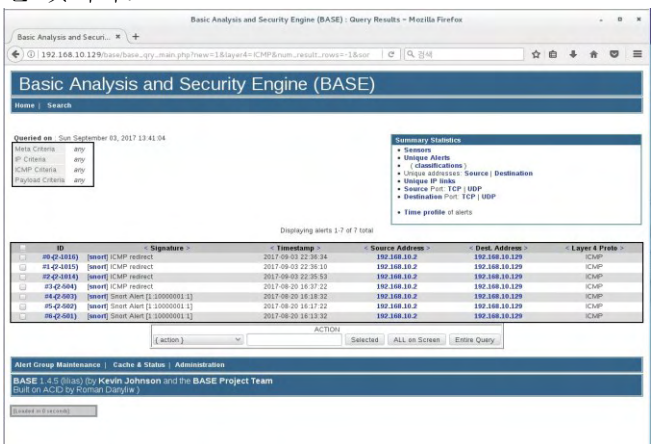 Basic Analysis and Security Engine (BASE) : Query Results - Mozilla Firefox
Basic Analysis and Securi...
192.168.10.129/base/base_qry_main.php?new=1&layer4=ICMP&num_result_rows=-1&sor
검색
Basic Analysis and Security Engine (BASE)
Home | Search
Queried on : Sun September 03, 2017 13:41:04
Meta Criteria any
IP Criteria any
ICMP Criteria any
Payload Criteria any
Summary Statistics
Sensors
Unique Alerts
( classifications )
Unique addresses: Source | Destination
Unique IP links
Source Port: TCP | UDP
Destination Port: TCP | UDP
Time profile of alerts
Displaying alerts 1-7 of 7 total
ID < Signature > < Timestamp > < Source Address > < Dest. Address > < Layer 4 Proto >
#0-(2-1016) [snort] ICMP redirect 2017-09-03 22:36:34 192.168.10.2 192.168.10.129 ICMP
#1-(2-1015) [snort] ICMP redirect 2017-09-03 22:36:10 192.168.10.2 192.168.10.129 ICMP
#2-(2-1014) [snort] ICMP redirect 2017-09-03 22:35:53 192.168.10.2 192.168.10.129 ICMP
#3-(2-504) [snort] ICMP redirect 2017-08-20 16:37:22 192.168.10.2 192.168.10.129 ICMP
#4-(2-503) [snort] Snort Alert [1:10000001:1] 2017-08-20 16:18:32 192.168.10.2 192.168.10.129 ICMP
#5-(2-502) [snort] Snort Alert [1:10000001:1] 2017-08-20 16:17:22 192.168.10.2 192.168.10.129 ICMP
#6-(2-501) [snort] Snort Alert [1:10000001:1] 2017-08-20 16:13:32 192.168.10.2 192.168.10.129 ICMP
ACTION
{ action } Selected ALL on Screen Entire Query
Alert Group Maintenance | Cache & Status | Administration
BASE 1.4.5 (lilias) (by Kevin Johnson and the BASE Project Team
Built on ACID by Roman Danyliw )
[Loaded in 0 seconds]